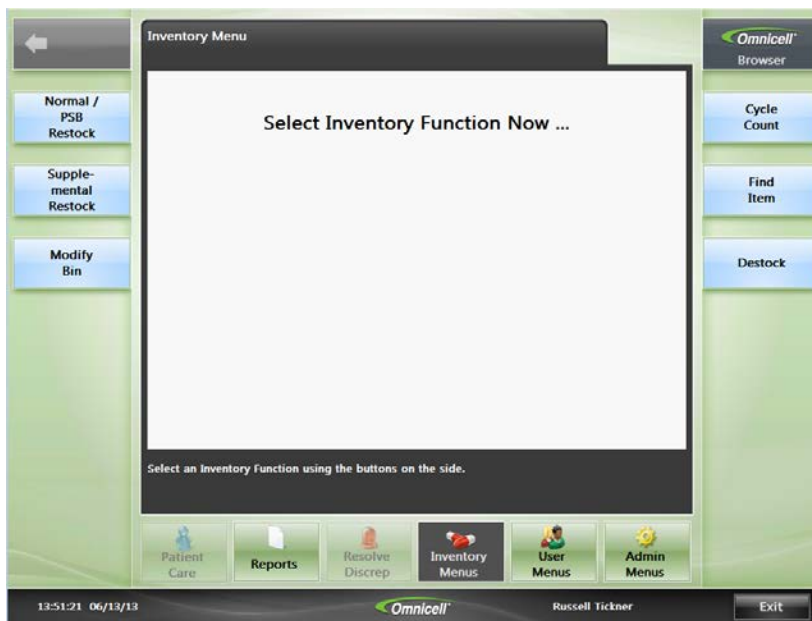 Inventory Menu
Omnicell
Browser
Normal /
PSB
Restock
Supple-
mental
Restock
Modify
Bin
Select Inventory Function Now ...
Cycle
Count
Find
Item
Destock
Select an Inventory Function using the buttons on the side.
Patient
Care
Reports
Resolve
Discrep
Inventory
Menus
User
Menus
Admin
Menus
13:51:21 06/13/13
Omnicell
Russell Tickner
Exit